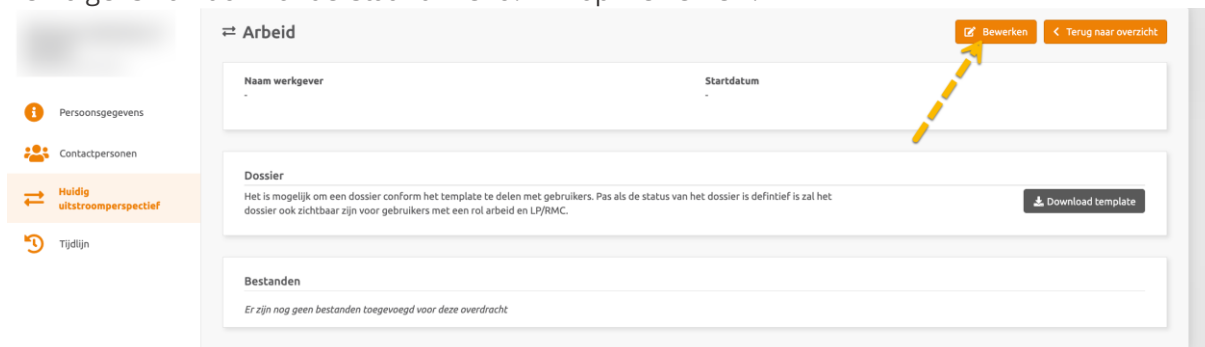 Arbeid
Bewerken
Terug naar overzicht
Naam werkgever
Startdatum
-
-
Persoonsgegevens
Contactpersonen
Huidig
uitstroomperspectief
Tijdlijn
Dossier
Het is mogelijk om een dossier conform het template te delen met gebruikers. Pas als de status van het dossier is defintief is zal het
dossier ook zichtbaar zijn voor gebruikers met een rol arbeid en LP/RMC.
Download template
Bestanden
Er zijn nog geen bestanden toegevoegd voor deze overdracht